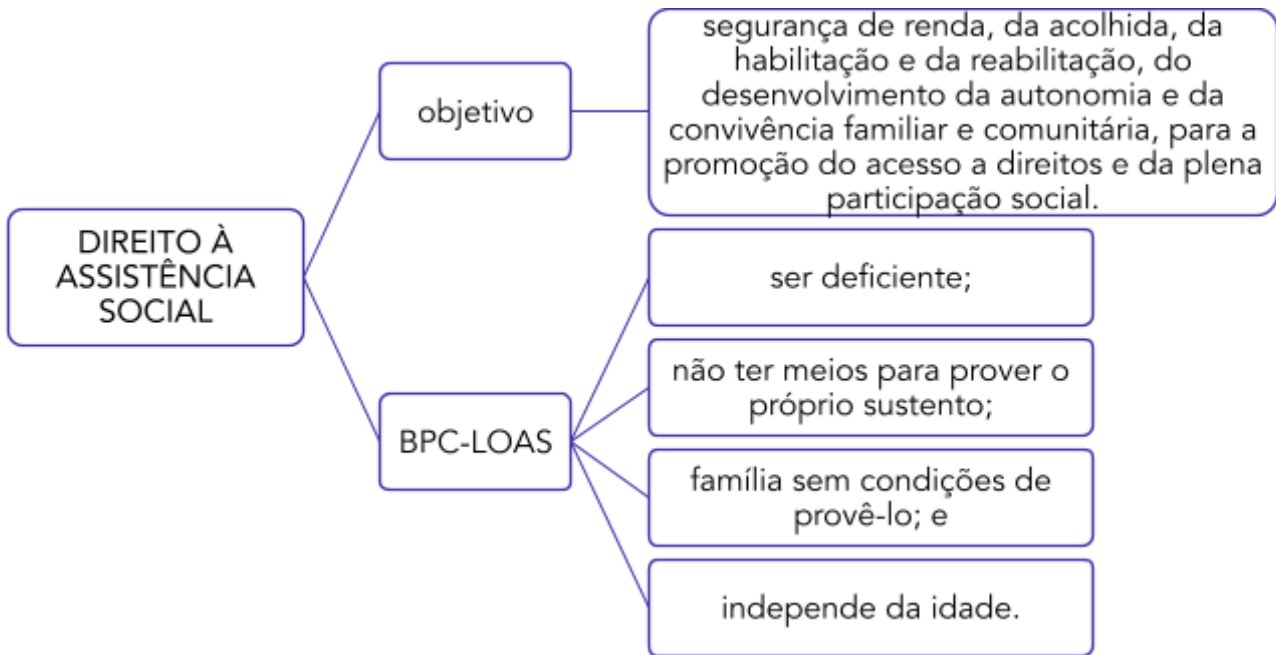 DIREITO À
ASSISTÊNCIA
SOCIAL
objetivo
segurança de renda, da acolhida, da
habilitação e da reabilitação, do
desenvolvimento da autonomia e da
convivência familiar e comunitária, para a
promoção do acesso a direitos e da plena
participação social.
BPC-LOAS
ser deficiente;
não ter meios para prover o
próprio sustento;
família sem condições de
provê-lo; e
independe da idade.